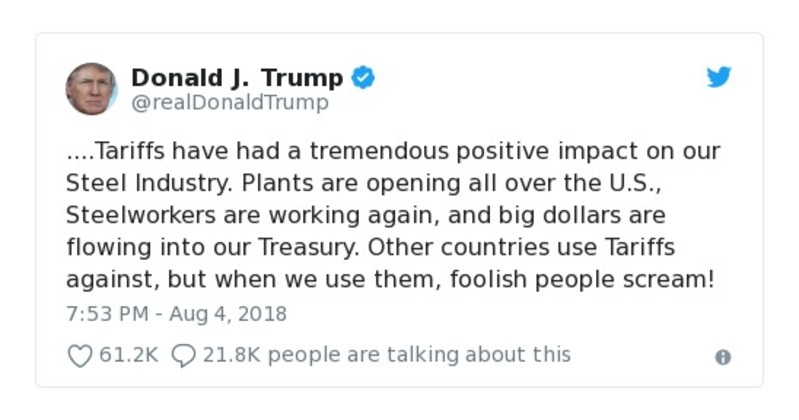 Donald J. Trump
@realDonaldTrump
....Tariffs have had a tremendous positive impact on our
Steel Industry. Plants are opening all over the U.S.,
Steelworkers are working again, and big dollars are
flowing into our Treasury. Other countries use Tariffs
against, but when we use them, foolish people scream!
7:53 PM - Aug 4, 2018
61.2K 21.8K people are talking about this